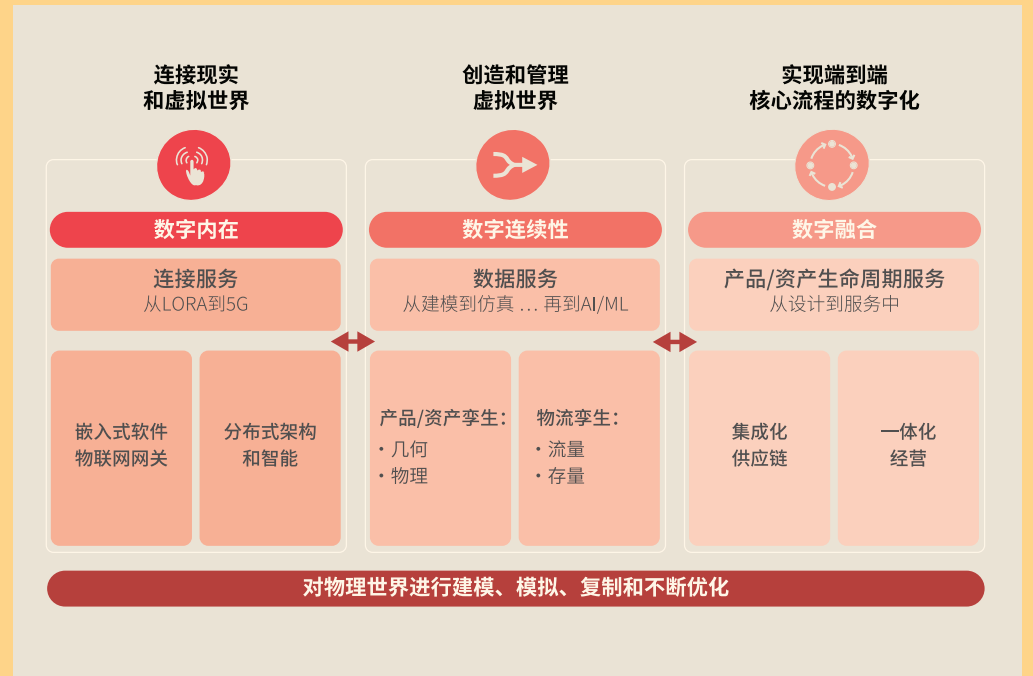 连接现实
和虚拟世界
数字内在
连接服务
从LORA到5G
嵌入式软件
物联网网关
分布式架构
和智能
创造和管理
虚拟世界
数字连续性
数据服务
从建模到仿真 … 再到AI/ML
产品/资产孪生：
・几何
・物理
物流孪生：
・流量
・存量
实现端到端
核心流程的数字化
数字融合
产品/资产生命周期服务
从设计到服务中
集成化
供应链
一体化
经营
对物理世界进行建模、模拟、复制和不断优化